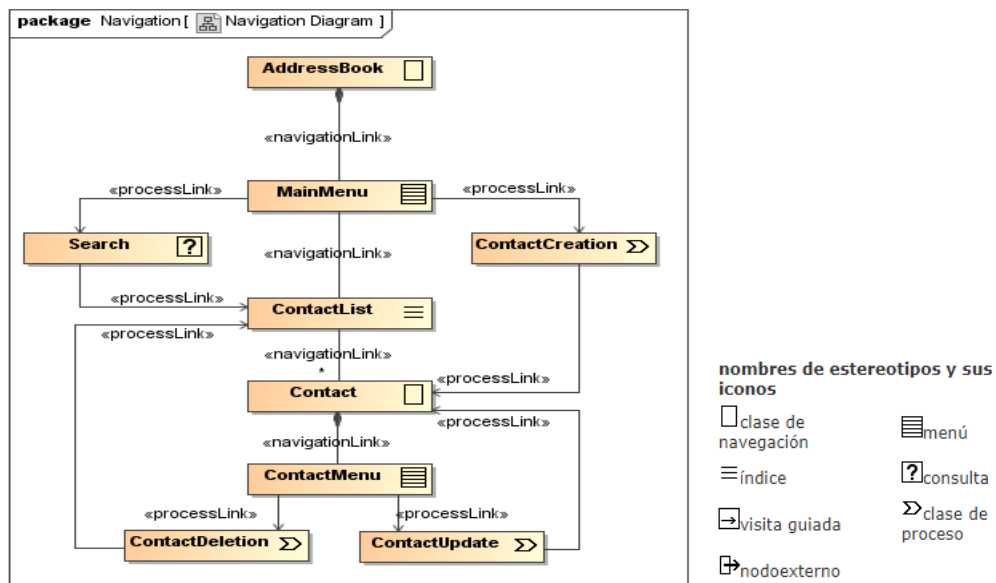 package Navigation [ Navigation Diagram ]
AddressBook
«navigationLink»
«processLink»
MainMenu
«processLink»
Search
?
«navigationLink»
ContactCreation
«processLink»
ContactList
«processLink»
«navigationLink»
*
«processLink»
Contact
«processLink»
«navigationLink»
ContactMenu
«processLink»
«processLink»
ContactDeletion
ContactUpdate
nombres de estereotipos y sus
iconos
clase de
navegación
menú
índice
?
consulta
visita guiada
clase de
proceso
nodoexterno